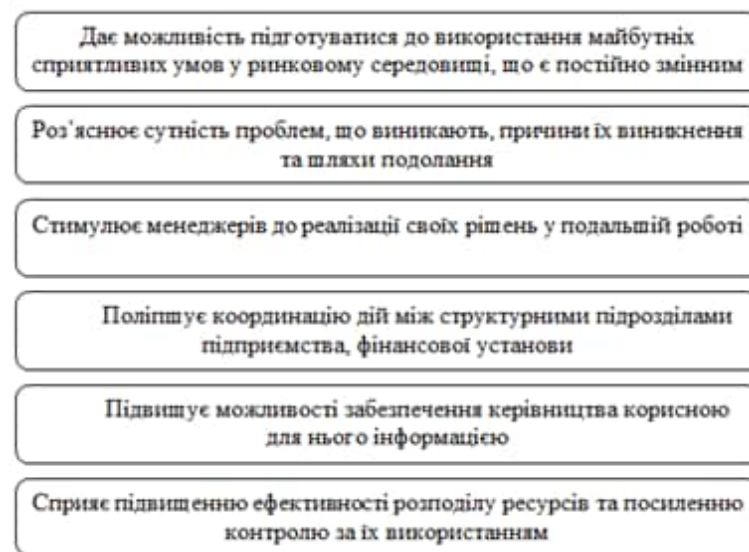 Дає можливість підготуватися до використання майбутніх
сприятливих умов у ринковому середовищі, що є постійно змінним
Роз’яснює сутність проблем, що виникають, причини їх виникнення
та шляхи подолання
Стимулює менеджерів до реалізації своїх рішень у подальшій роботі
Поліпшує координацію дій між структурними підрозділами
підприємства, фінансової установи
Підвищує можливості забезпечення керівництва корисною
для нього інформацією
Сприяє підвищенню ефективності розподілу ресурсів та посиленню
контролю за їх використанням